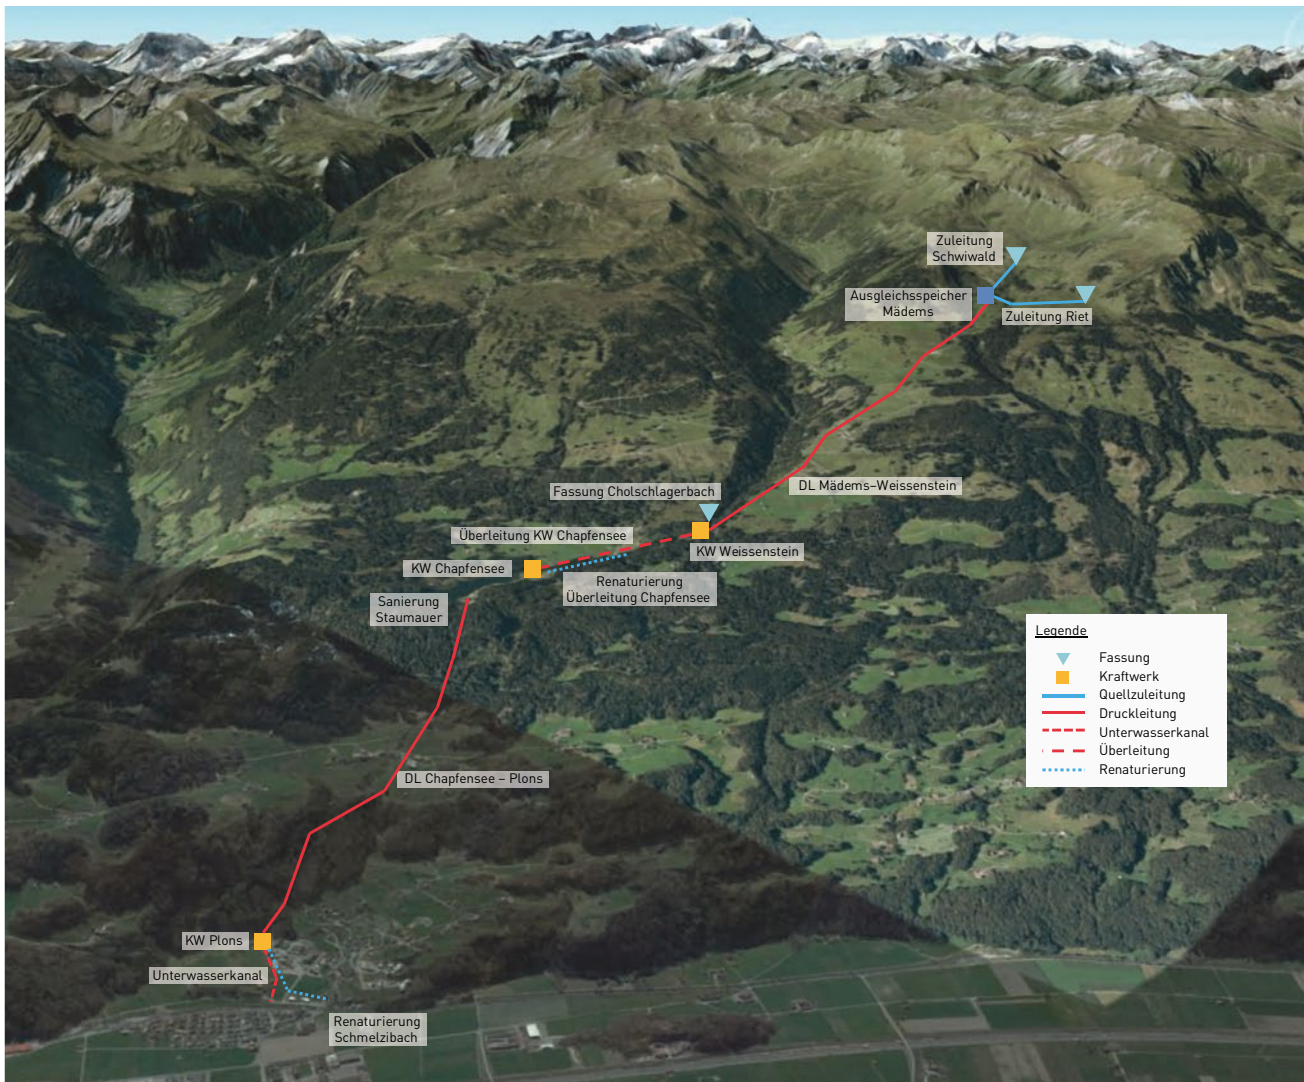 Zuleitung
Schwiwald
Ausgleichsspeicher
Mädems
Zuleitung Riet
DL Mädems–Weissenstein
Fassung Cholschlagerbach
Überleitung KW Chapfensee
KW Weissenstein
KW Chapfensee
Renaturierung
Überleitung Chapfensee
Sanierung
Staumauer
Legende
Fassung
Kraftwerk
Quellzuleitung
Druckleitung
Unterwasserkanal
Überleitung
Renaturierung
DL Chapfensee – Plons
KW Plons
Unterwasserkanal
Renaturierung
Schmelzibach